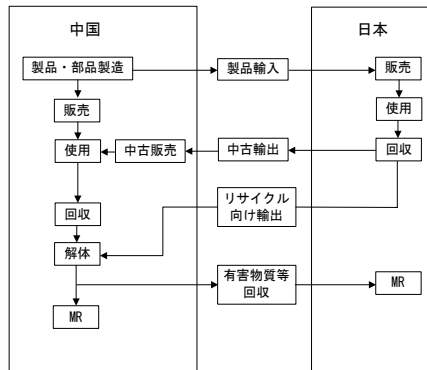 中国
日本
製品・部品製造
製品輸入
販売
販売
使用
使用
中古販売
中古輸出
回収
回収
リサイクル
向け輸出
解体
有害物質等
回収
MR
MR